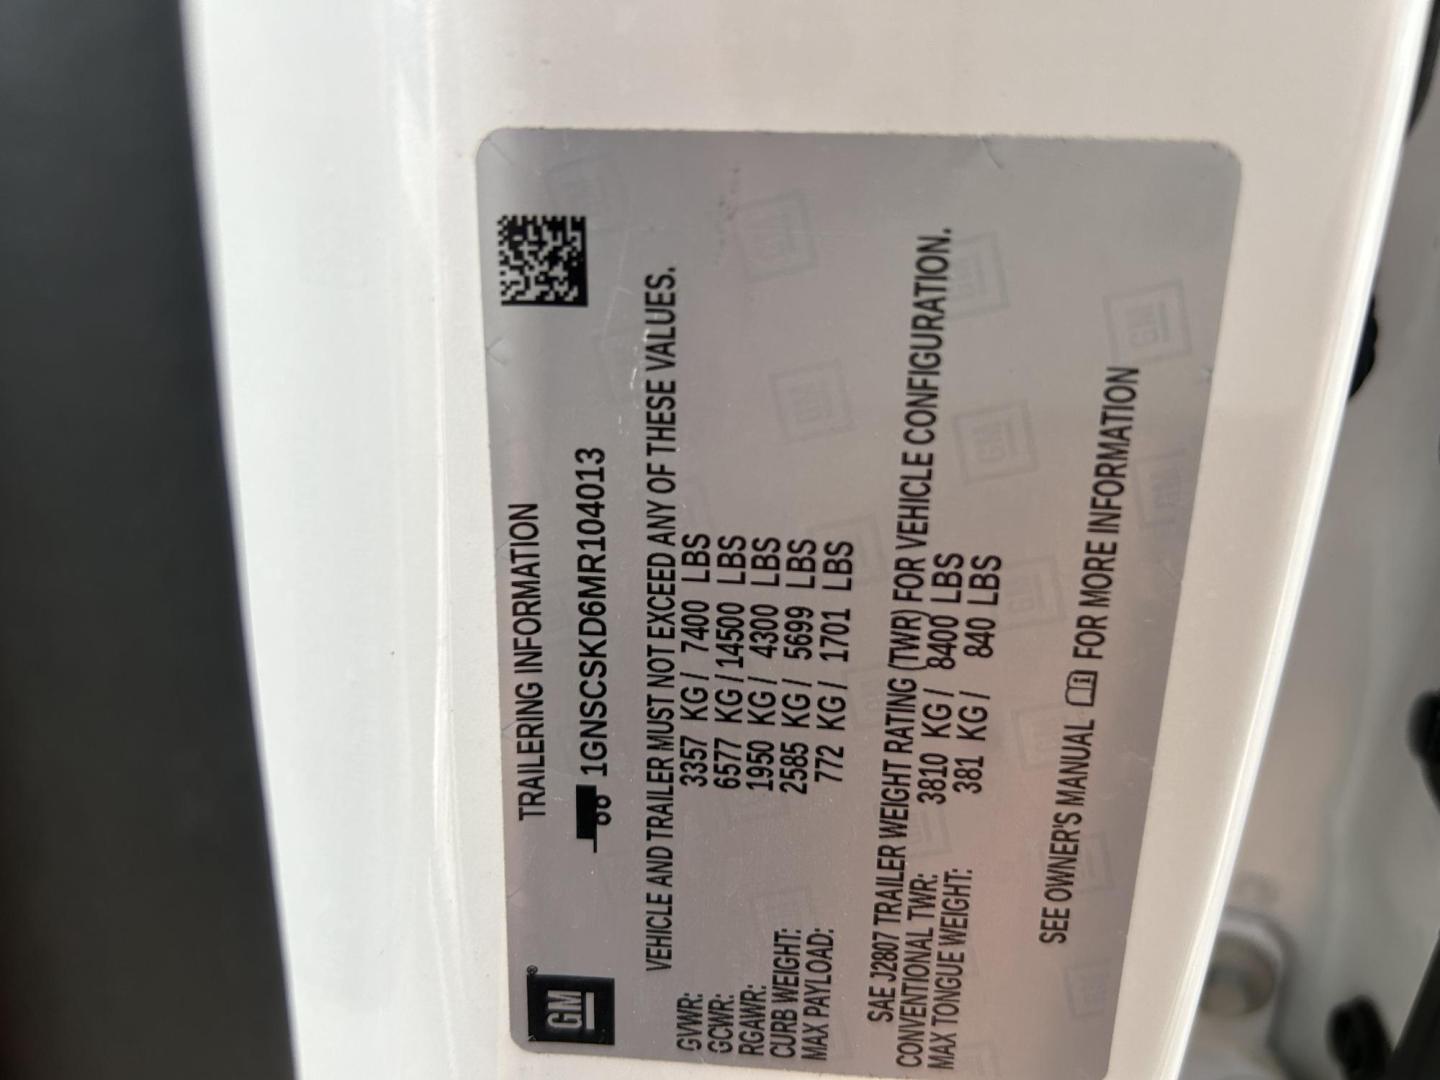 GM®
TRAILERING INFORMATION
1GNSCSKD6MR104013
VEHICLE AND TRAILER MUST NOT EXCEED ANY OF THESE VALUES.
GVWR: 3357 KG / 7400 LBS
GCWR: 6577 KG / 14500 LBS
RGAWR: 1950 KG / 4300 LBS
CURB WEIGHT: 2585 KG / 5699 LBS
MAX PAYLOAD: 772 KG / 1701 LBS
SAE J2807 TRAILER WEIGHT RATING (TWR) FOR VEHICLE CONFIGURATION.
CONVENTIONAL TWR: 3810 KG / 8400 LBS
MAX TONGUE WEIGHT: 381 KG / 840 LBS
SEE OWNER'S MANUAL FOR MORE INFORMATION